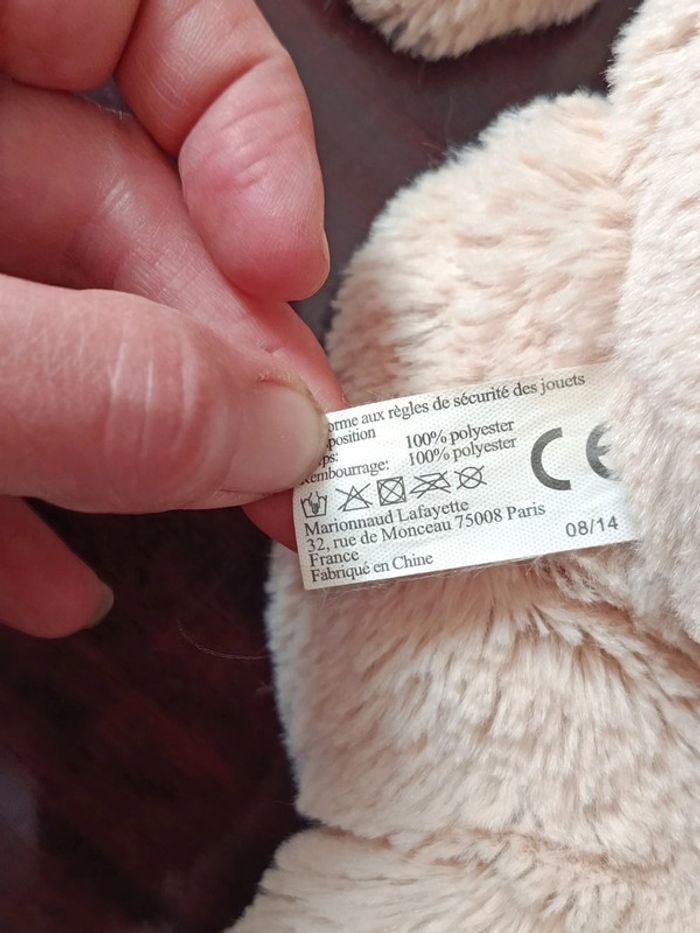 orme aux règles de sécurité des jouets
position
ps: 100% polyester
embourrage: 100% polyester
CE
Marionnaud Lafayette
32, rue de Monceau 75008 Paris
France 08/14
Fabriqué en Chine